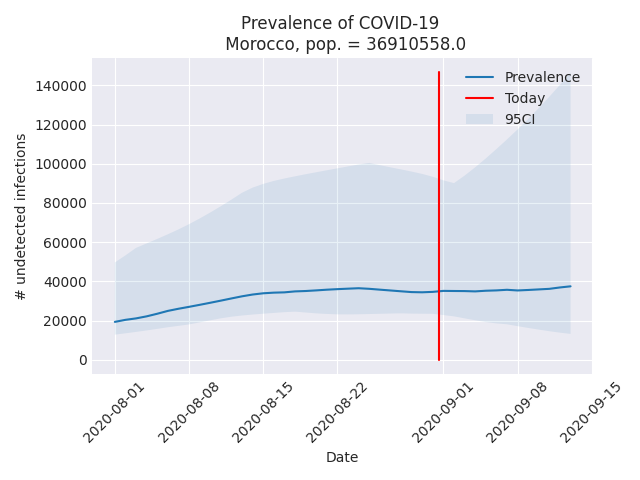 Prevalence of COVID-19
Morocco, pop. = 36910558.0
Prevalence
Today
95CI
140000
120000
100000
80000
60000
40000
20000
0
# undetected infections
2020-08-01
2020-08-08
2020-08-15
2020-08-22
2020-09-01
2020-09-08
2020-09-15
Date